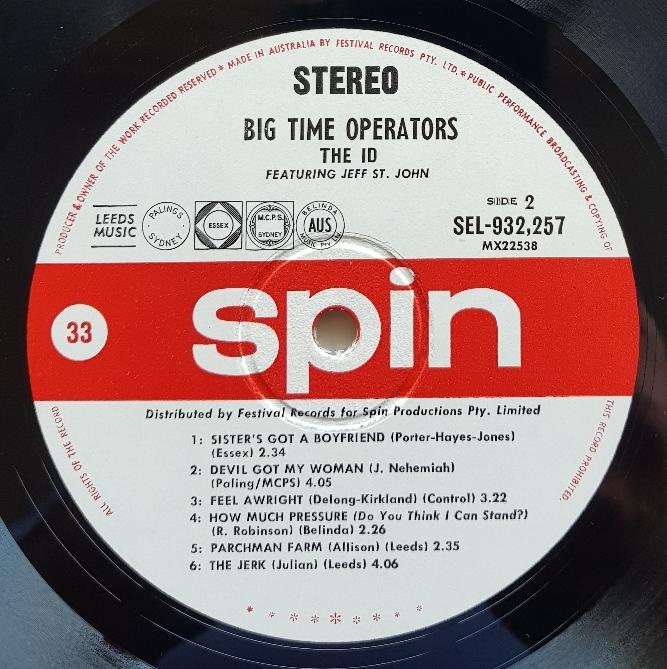 PRODUCER & OWNER OF THE WORK RECORDED RESERVED * MADE IN AUSTRALIA BY FESTIVAL RECORDS PTY. LTD. * PUBLIC PERFORMANCE BROADCASTING & COPYING OF
STEREO
BIG TIME OPERATORS
THE ID
FEATURING JEFF ST. JOHN
LEEDS
MUSIC
PALINGS
SYDNEY
ESSEX
M.C.P.S.
SYDNEY
BELINDA
AUS
MUSIC PTY LTD
SIDE 2
SEL-932,257
MX22538
33
spin
Distributed by Festival Records for Spin Productions Pty. Limited
1: SISTER'S GOT A BOYFRIEND (Porter-Hayes-Jones)
(Essex) 2.34
2: DEVIL GOT MY WOMAN (J. Nehemiah)
(Paling/MCPS) 4.05
3: FEEL AWRIGHT (Delong-Kirkland) (Control) 3.22
4: HOW MUCH PRESSURE (Do You Think I Can Stand?)
(R. Robinson) (Belinda) 2.26
5: PARCHMAN FARM (Allison) (Leeds) 2.35
6: THE JERK (Julian) (Leeds) 4.06
ALL RIGHTS OF THE RECORD
THIS RECORD PROHIBITED.